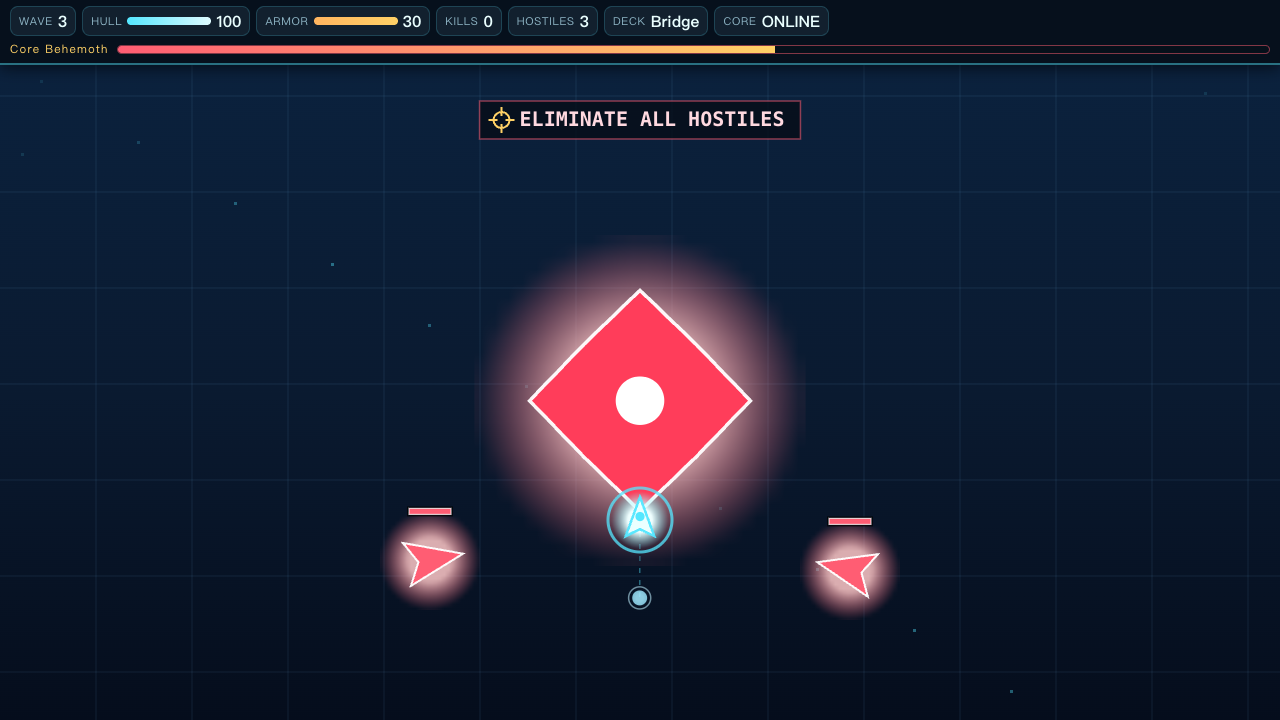 WAVE 3 HULL 100 ARMOR 30 KILLS 0 HOSTILES 3 DECK Bridge CORE ONLINE
Core Behemoth
ELIMINATE ALL HOSTILES